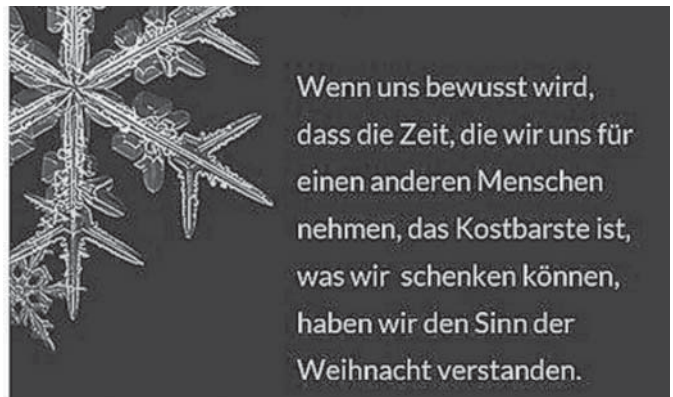 Wenn uns bewusst wird,
dass die Zeit, die wir uns für
einen anderen Menschen
nehmen, das Kostbarste ist,
was wir schenken können,
haben wir den Sinn der
Weihnacht verstanden.